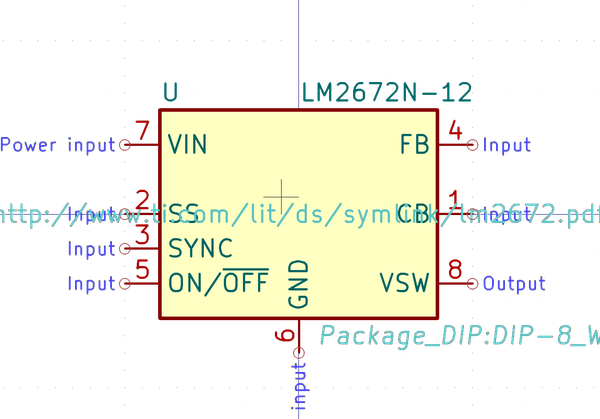 U LM2672N-12
7 VIN FB 4
Power input Input
2 SS CB 1
Input Input
http://www.ti.com/lit/ds/symlink/lm2672.pdf
3 SYNC
Input
5 ON/OFF VSW 8
Input Output
GND
6
input
Package_DIP:DIP-8_W